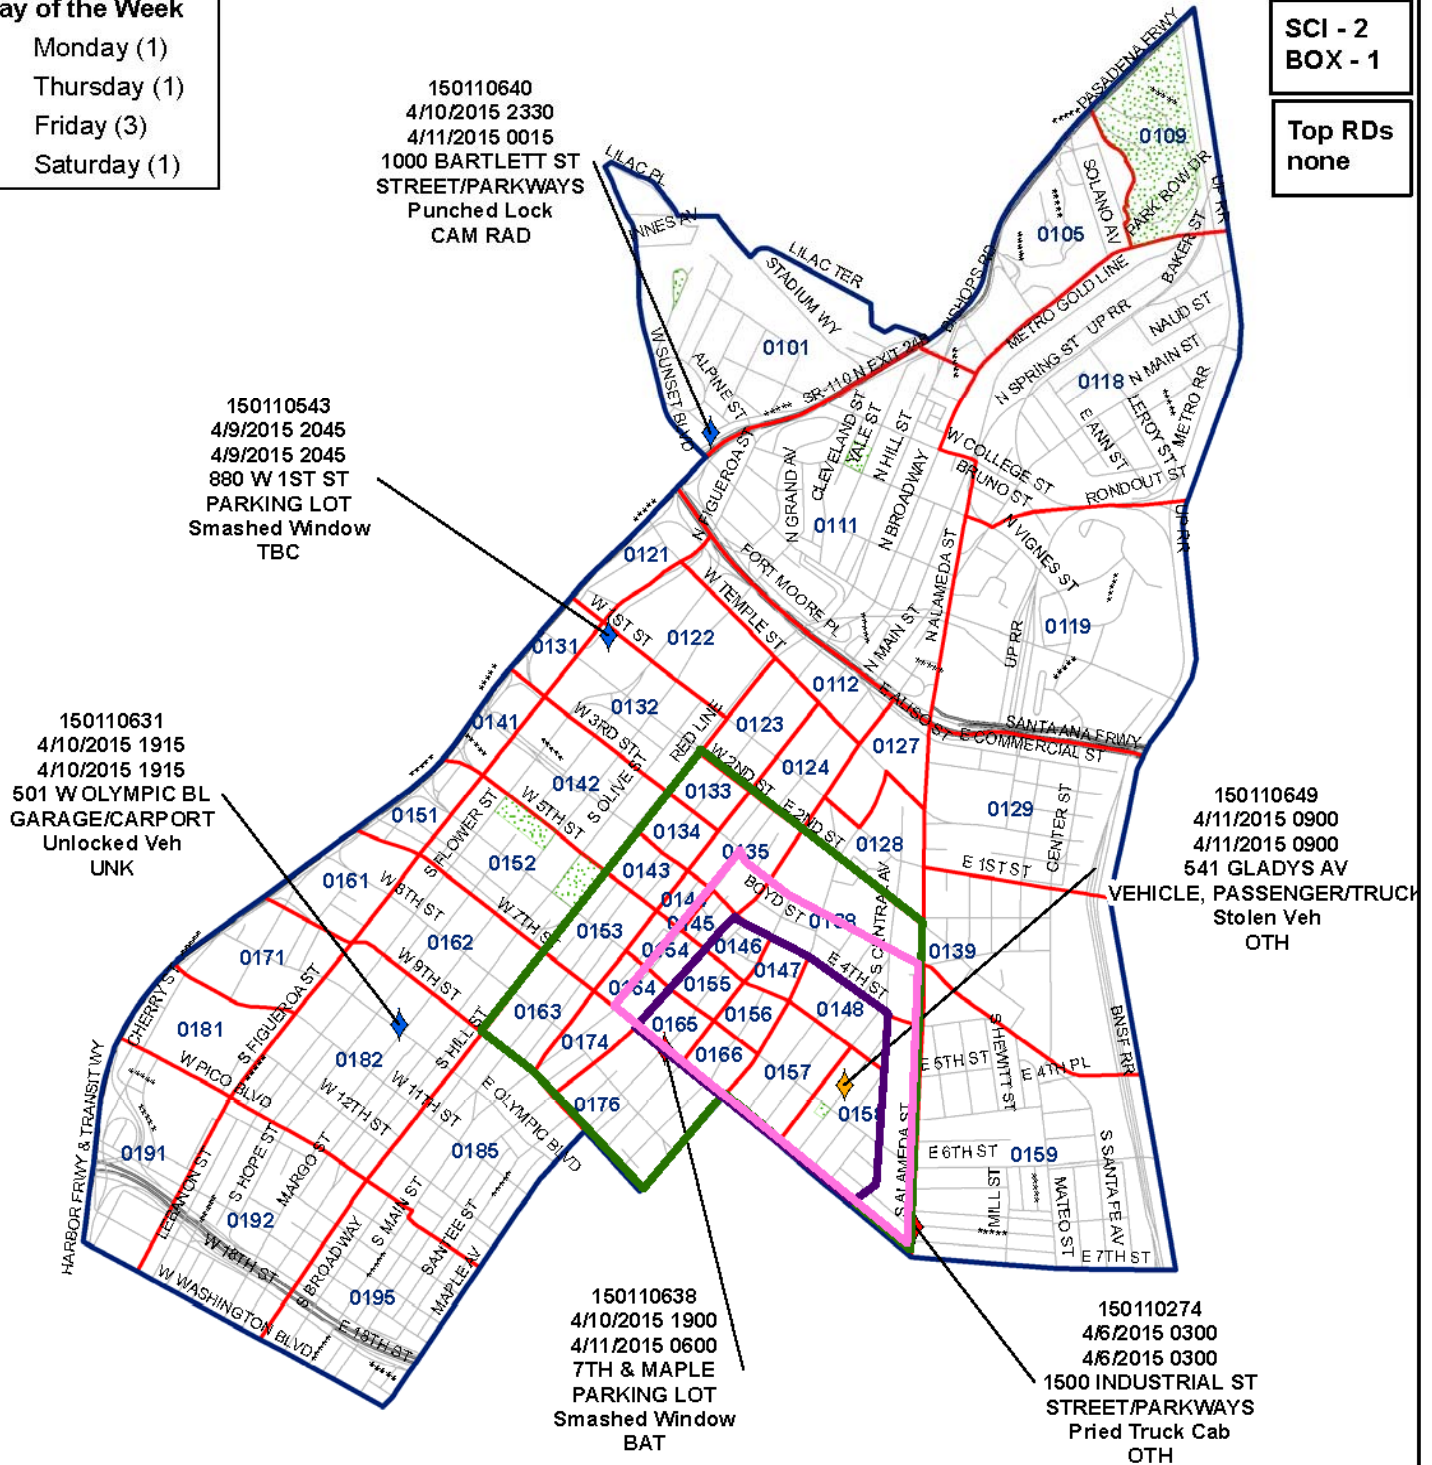 ay of the Week
Monday (1)
Thursday (1)
Friday (3)
Saturday (1)
SCI - 2
BOX - 1
Top RDs
none
150110640
4/10/2015 2330
4/11/2015 0015
1000 BARTLETT ST
STREET/PARKWAYS
Punched Lock
CAM RAD
150110543
4/9/2015 2045
4/9/2015 2045
880 W 1ST ST
PARKING LOT
Smashed Window
TBC
150110631
4/10/2015 1915
4/10/2015 1915
501 W OLYMPIC BL
GARAGE/CARPORT
Unlocked Veh
UNK
150110649
4/11/2015 0900
4/11/2015 0900
541 GLADYS AV
VEHICLE, PASSENGER/TRUCK
Stolen Veh
OTH
150110638
4/10/2015 1900
4/11/2015 0600
7TH & MAPLE
PARKING LOT
Smashed Window
BAT
150110274
4/6/2015 0300
4/6/2015 0300
1500 INDUSTRIAL ST
STREET/PARKWAYS
Pried Truck Cab
OTH
PASADENA FRWY
0109
SOLANO AV
PARK ROW DR
UP RR
0105
BAKER ST
LILAC PL
INNES AV
LILAC TER
STADIUM WY
BISHOPS RD
METRO GOLD LINE
UP RR
NAUD ST
N SPRING ST
N MAIN ST
0101
0118
W SUNSET BLVD
ALPINE ST
LEROY ST
METRO RR
E ANN ST
CLEVELAND ST
YALE ST
N HILL ST
W COLLEGE ST
BRUNO ST
RONDOUT ST
N FIGUEROA ST
N GRAND AV
N BROADWAY
0111
N VIGNES ST
UP RR
0121
FORT MOORE PL
N ALAMEDA ST
W TEMPLE ST
W 1ST ST
0122
N MAIN ST
UP RR
0119
0131
0112
E ALISO ST
0132
0141
W 3RD ST
RED LINE
0123
SANTA ANA FRWY
E COMMERCIAL ST
0127
W 2ND ST
0124
0142
S OLIVE ST
0133
0151
S FLOWER ST
W 5TH ST
E 2ND ST
0129
CENTER ST
0134
0128
0135
0152
E 1ST ST
0143
0161
W 8TH ST
BOYD ST
S CENTRAL AV
W 7TH ST
0153
0162
0146
0139
0171
W 9TH ST
0147
E 4TH ST
0155
CHERRY ST
S FIGUEROA ST
0163
0148
0156
0181
S HILL ST
0165
0174
0166
S HEWITT ST
BNSF RR
0182
E 5TH ST
E 4TH PL
0157
W PICO BLVD
W 11TH ST
W 12TH ST
E OLYMPIC BLVD
0176
HARBOR FRWY & TRANSIT WY
0191
0185
S HOPE ST
MARGO ST
LEBANON ST
S ALAMEDA ST
E 6TH ST
0159
S SANTA FE AV
MILL ST
MATEO ST
0192
S MAIN ST
S BROADWAY
SANTEE ST
W 18TH ST
MAPLE AV
E 7TH ST
0195
W WASHINGTON BLVD
E 18TH ST